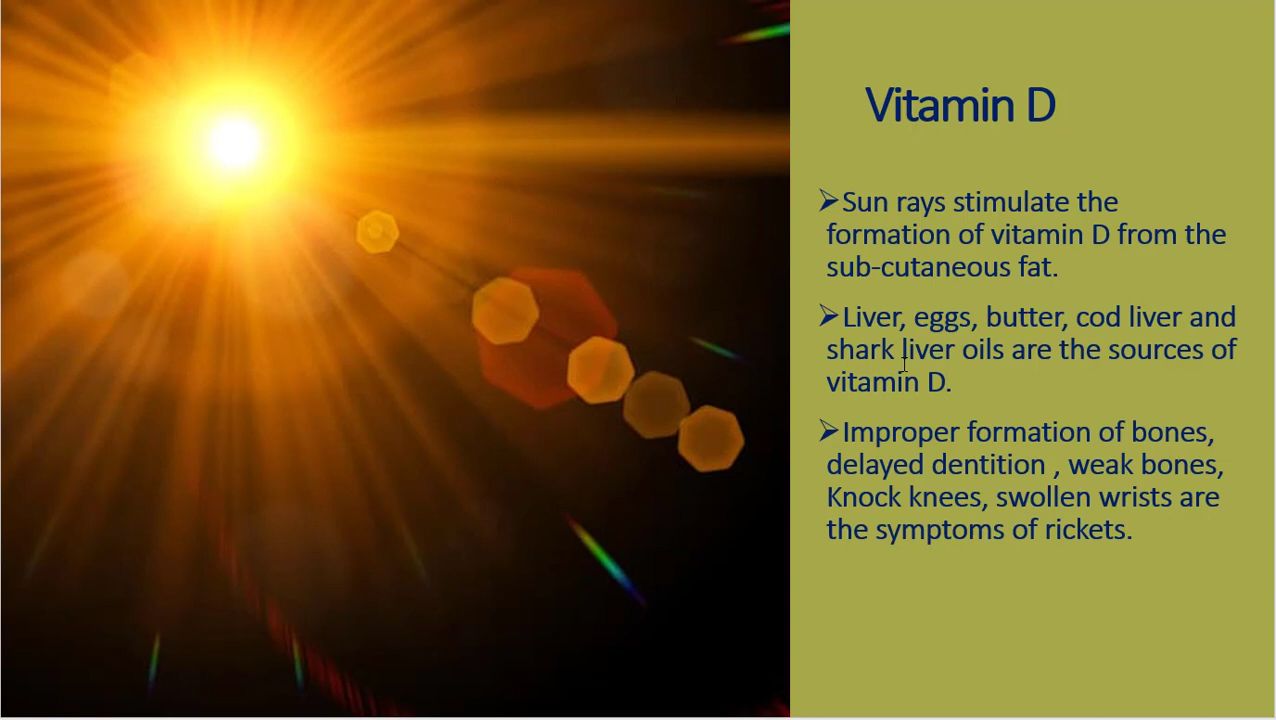 Vitamin D
➢Sun rays stimulate the
formation of vitamin D from the
sub-cutaneous fat.
➢Liver, eggs, butter, cod liver and
shark liver oils are the sources of
vitamin D.
➢Improper formation of bones,
delayed dentition , weak bones,
Knock knees, swollen wrists are
the symptoms of rickets.